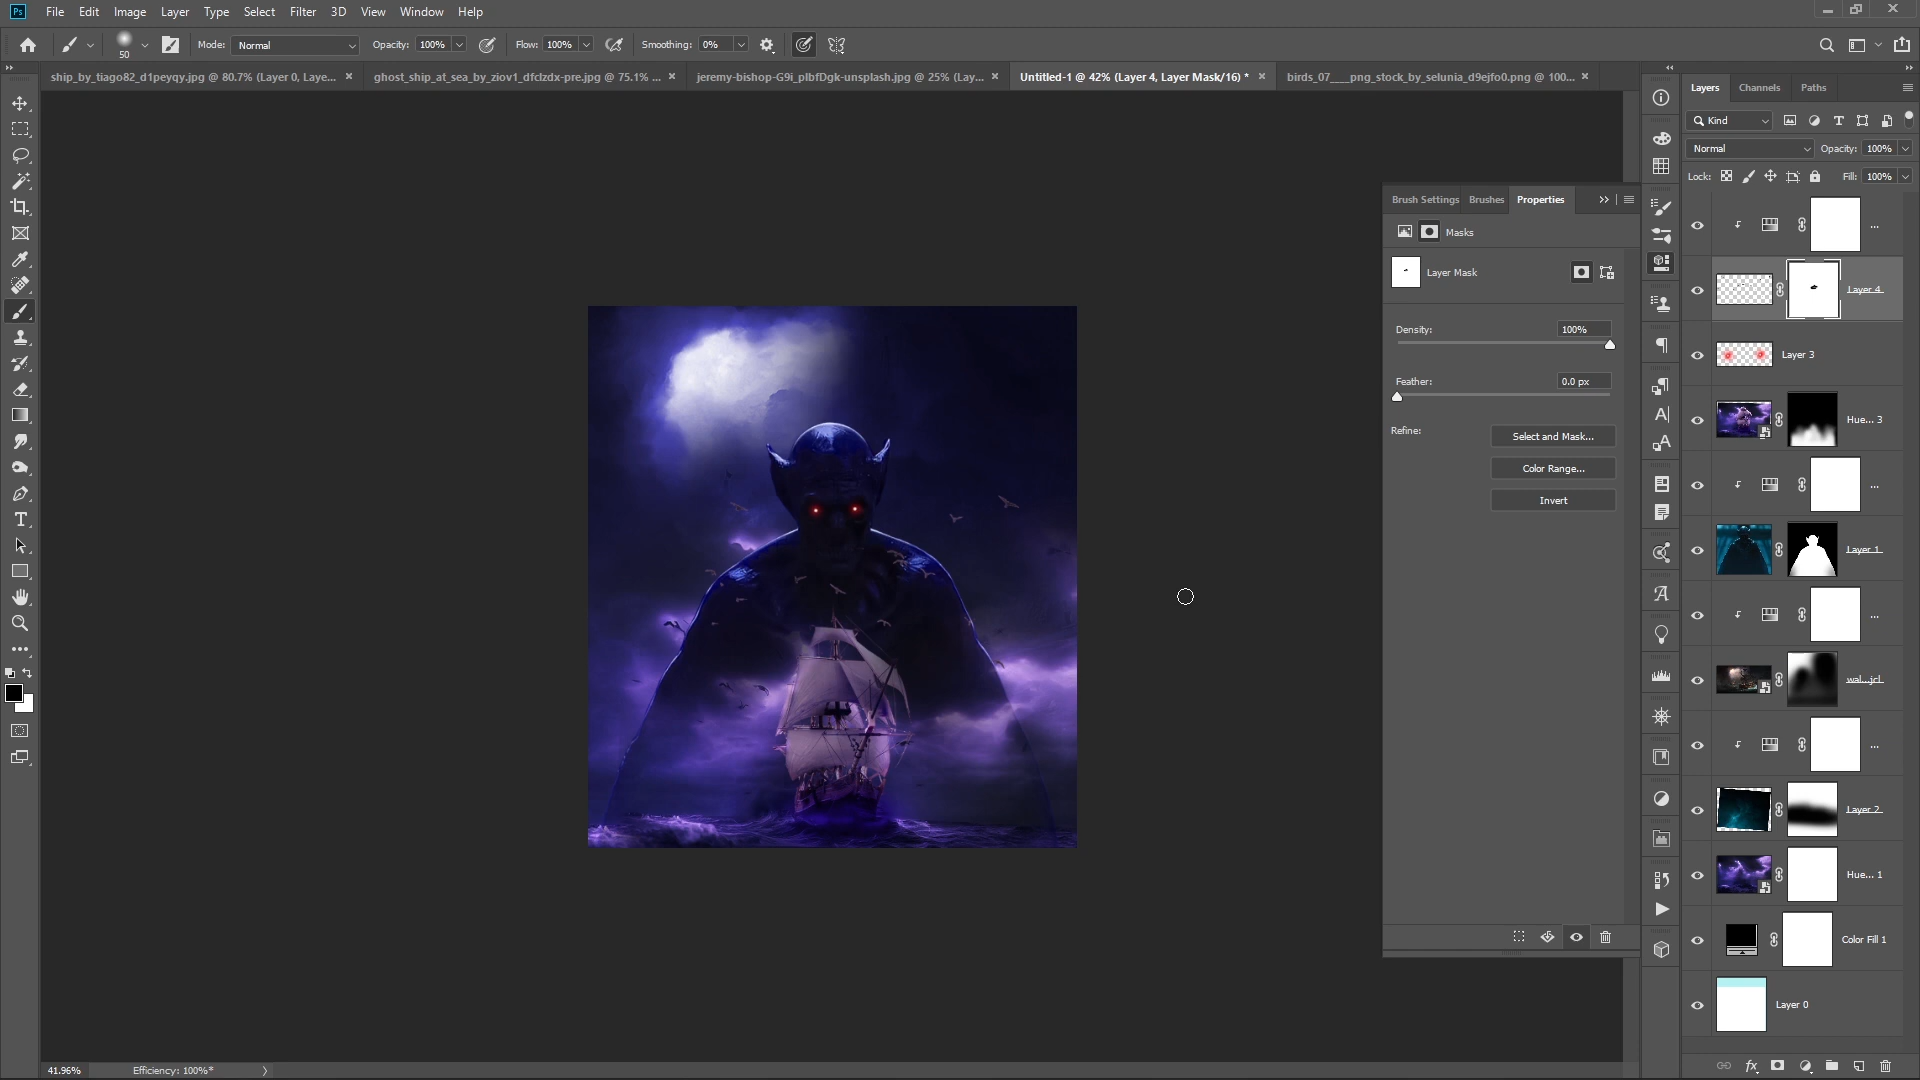 Ps File Edit Image Layer Type Select Filter 3D View Window Help
50 Mode: Normal Opacity: 100% Flow: 100% Smoothing: 0%
ship_by_tiago82_d1peyqy.jpg @ 80.7% (Layer 0, Laye... ghost_ship_at_sea_by_ziov1_dfclzdx-pre.jpg @ 75.1% ... jeremy-bishop-G9i_plbfDgk-unsplash.jpg @ 25% (Lay... Untitled-1 @ 42% (Layer 4, Layer Mask/16) * birds_07____png_stock_by_selunia_d9ejfo0.png @ 100...
Layers Channels Paths
Kind
Normal Opacity: 100%
Lock: Fill: 100%
...
Layer 4
Layer 3
Hue... 3
...
Layer 1
...
wal...jcl
...
Layer 2
Hue... 1
Color Fill 1
Layer 0
Brush Settings Brushes Properties
Masks
Layer Mask
Density: 100%
Feather: 0.0 px
Refine: Select and Mask...
Color Range...
Invert
41.96% Efficiency: 100%*